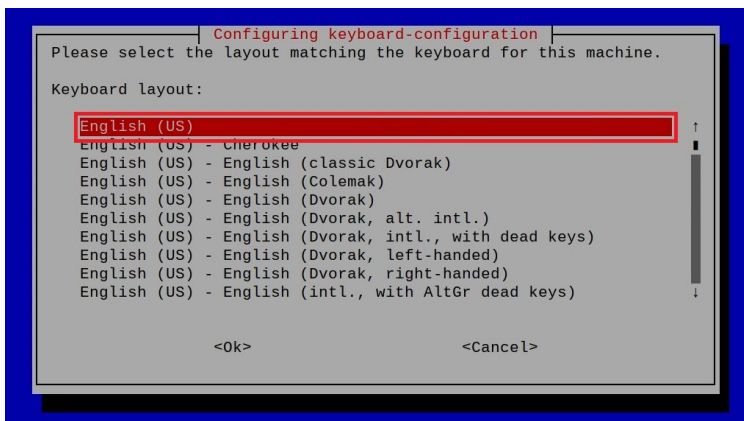 Configuring keyboard-configuration
Please select the layout matching the keyboard for this machine.
Keyboard layout:
English (US)
English (US) - Cherokee
English (US) - English (classic Dvorak)
English (US) - English (Colemak)
English (US) - English (Dvorak)
English (US) - English (Dvorak, alt. intl.)
English (US) - English (Dvorak, intl., with dead keys)
English (US) - English (Dvorak, left-handed)
English (US) - English (Dvorak, right-handed)
English (US) - English (intl., with AltGr dead keys)
<Ok> <Cancel>